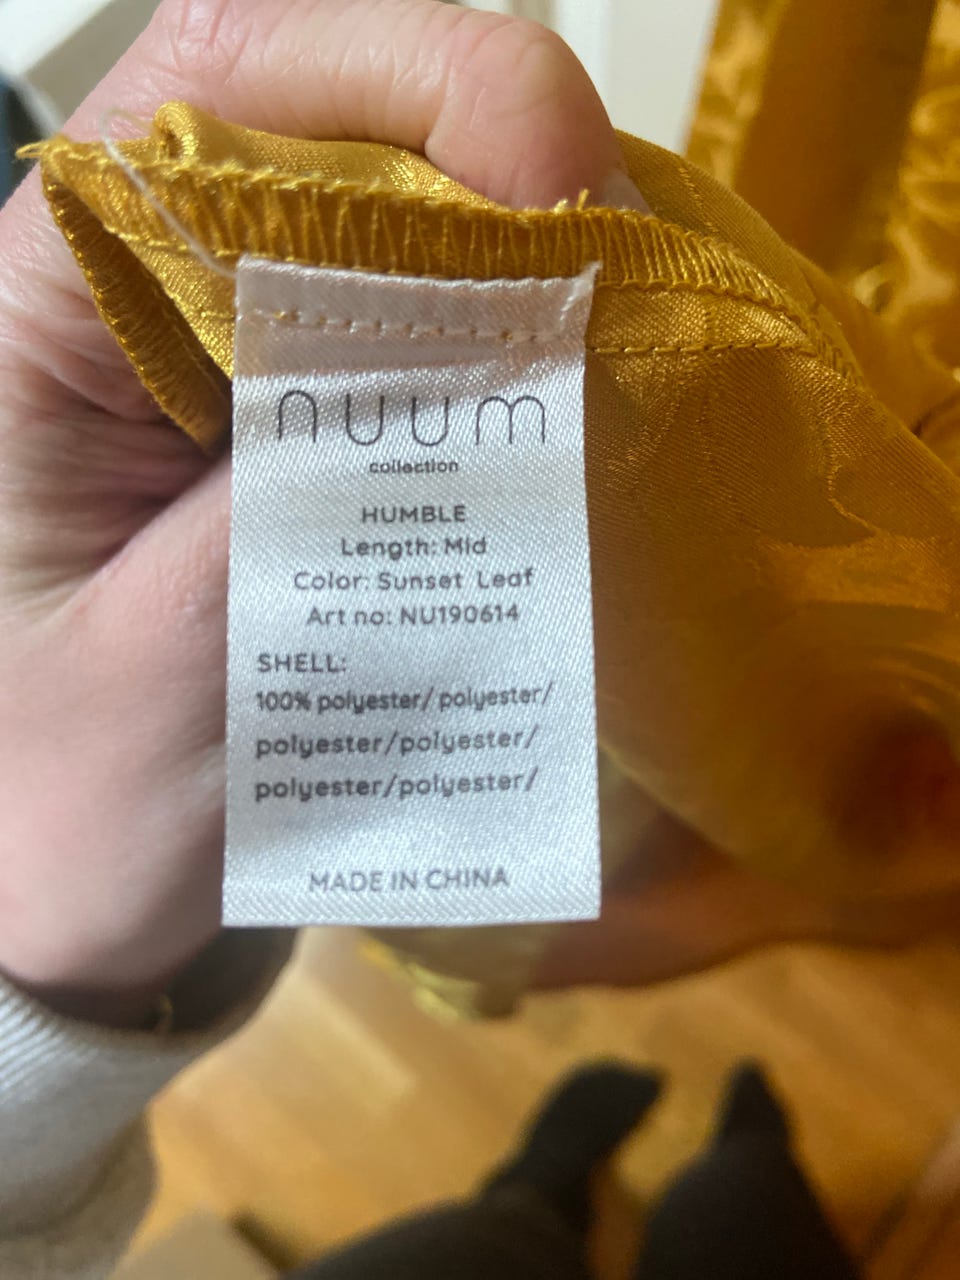 nuum
collection
HUMBLE
Length: Mid
Color: Sunset Leaf
Art no: NU190614
SHELL:
100% polyester/ polyester/
polyester/polyester/
polyester/polyester/
MADE IN CHINA